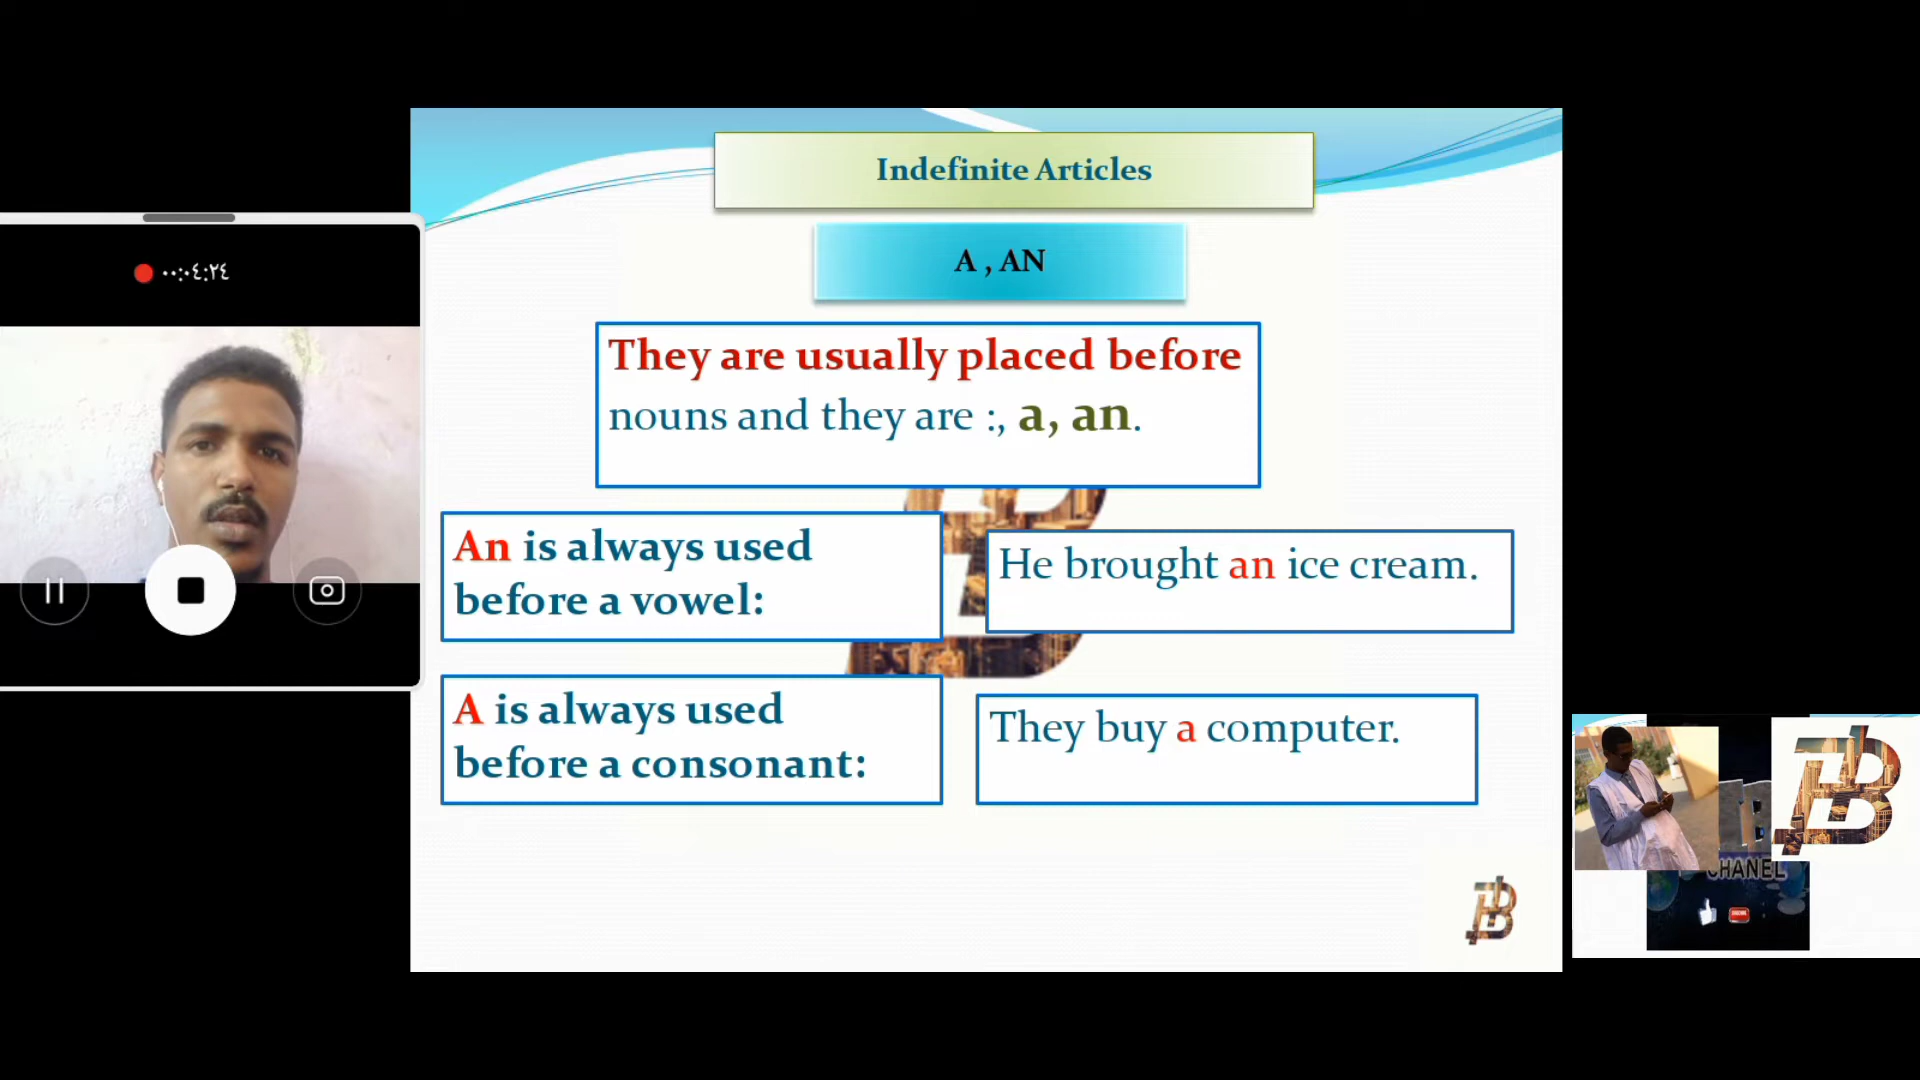 Indefinite Articles
A , AN
٠٠:٠٤:٢٤
They are usually placed before
nouns and they are :, a, an.
An is always used
before a vowel:
He brought an ice cream.
A is always used
before a consonant:
They buy a computer.
CHANEL